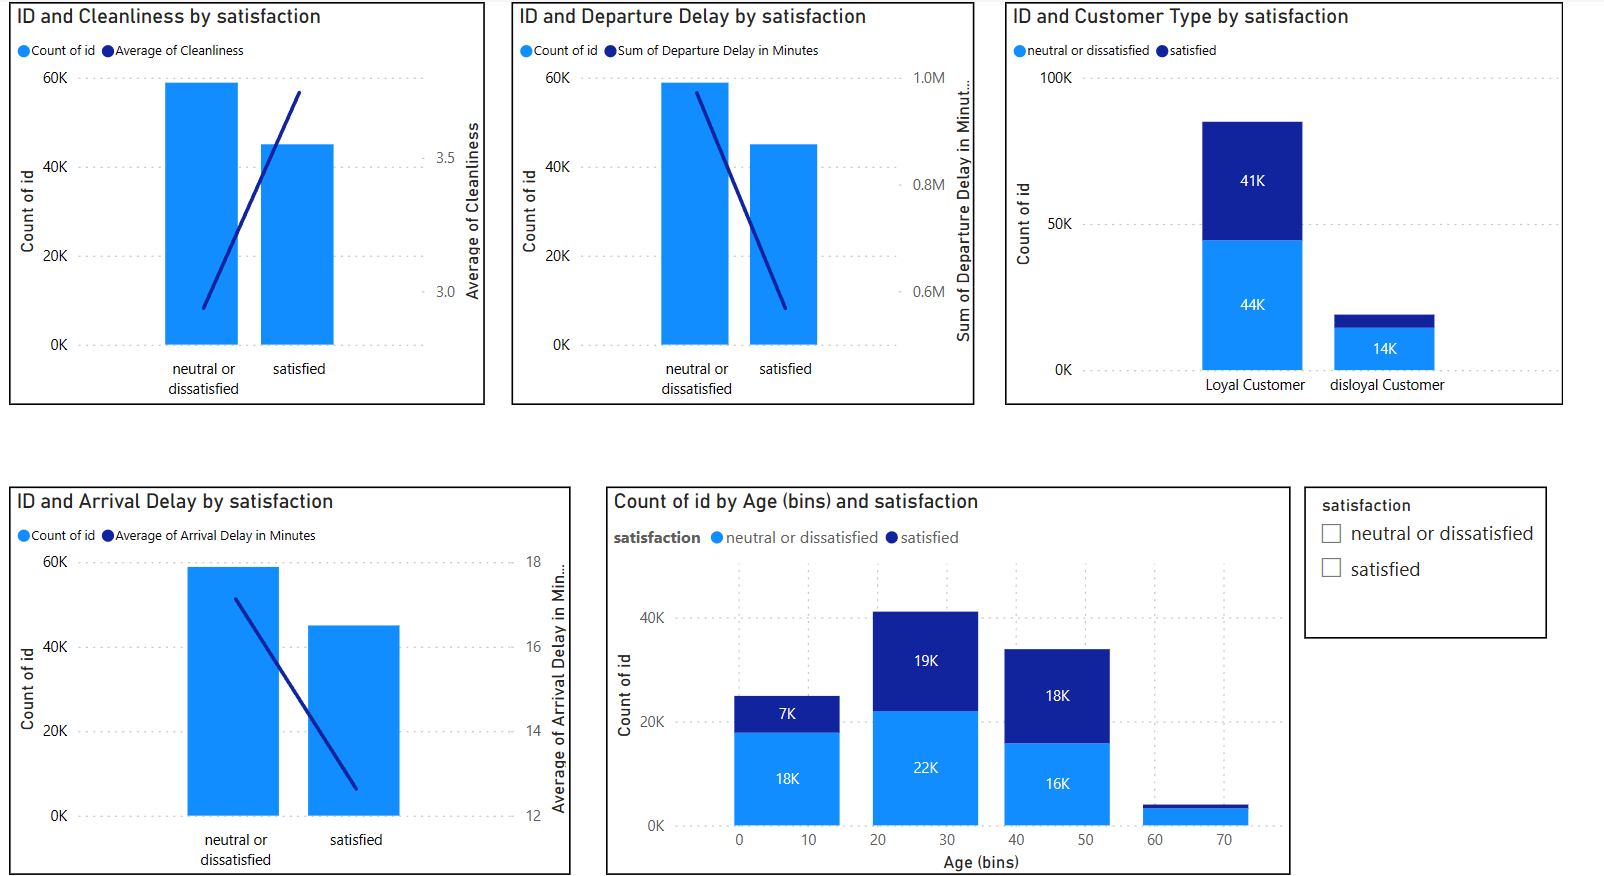 ID and Cleanliness by satisfaction
Count of id Average of Cleanliness
60K
40K
20K
0K
Count of id
3.5
3.0
Average of Cleanliness
neutral or
dissatisfied
satisfied
ID and Departure Delay by satisfaction
Count of id Sum of Departure Delay in Minutes
60K
40K
20K
0K
Count of id
1.0M
0.8M
0.6M
Sum of Departure Delay in Minut...
neutral or
dissatisfied
satisfied
ID and Customer Type by satisfaction
neutral or dissatisfied satisfied
100K
50K
0K
Count of id
41K
44K
14K
Loyal Customer disloyal Customer
ID and Arrival Delay by satisfaction
Count of id Average of Arrival Delay in Minutes
60K
40K
20K
0K
Count of id
18
16
14
12
Average of Arrival Delay in Min...
neutral or
dissatisfied
satisfied
Count of id by Age (bins) and satisfaction
satisfaction neutral or dissatisfied satisfied
40K
20K
0K
Count of id
7K
18K
19K
22K
18K
16K
0 10 20 30 40 50 60 70
Age (bins)
satisfaction
neutral or dissatisfied
satisfied